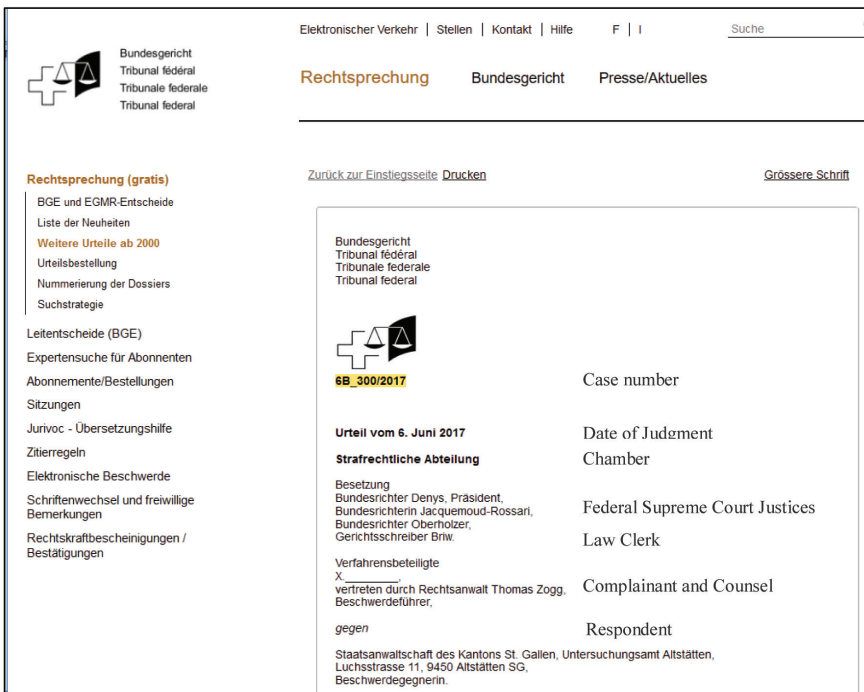 Elektronischer Verkehr | Stellen | Kontakt | Hilfe F | I Suche
Bundesgericht
Tribunal fédéral
Tribunale federale
Tribunal federal
Rechtsprechung Bundesgericht Presse/Aktuelles
Rechtsprechung (gratis)
BGE und EGMR-Entscheide
Liste der Neuheiten
Weitere Urteile ab 2000
Urteilsbestellung
Nummerierung der Dossiers
Suchstrategie
Leitentscheide (BGE)
Expertensuche für Abonnenten
Abonnemente/Bestellungen
Sitzungen
Jurivoc - Übersetzungshilfe
Zitierregeln
Elektronische Beschwerde
Schriftenwechsel und freiwillige
Bemerkungen
Rechtskraftbescheinigungen /
Bestätigungen
Zurück zur Einstiegsseite Drucken Grössere Schrift
Bundesgericht
Tribunal fédéral
Tribunale federale
Tribunal federal
6B_300/2017 Case number
Urteil vom 6. Juni 2017 Date of Judgment
Strafrechtliche Abteilung Chamber
Besetzung
Bundesrichter Denys, Präsident,
Bundesrichterin Jacquemoud-Rossari, Federal Supreme Court Justices
Bundesrichter Oberholzer,
Gerichtsschreiber Briw. Law Clerk
Verfahrensbeteiligte
X.________,
vertreten durch Rechtsanwalt Thomas Zogg, Complainant and Counsel
Beschwerdeführer,
gegen Respondent
Staatsanwaltschaft des Kantons St. Gallen, Untersuchungsamt Altstätten,
Luchsstrasse 11, 9450 Altstätten SG,
Beschwerdegegnerin.